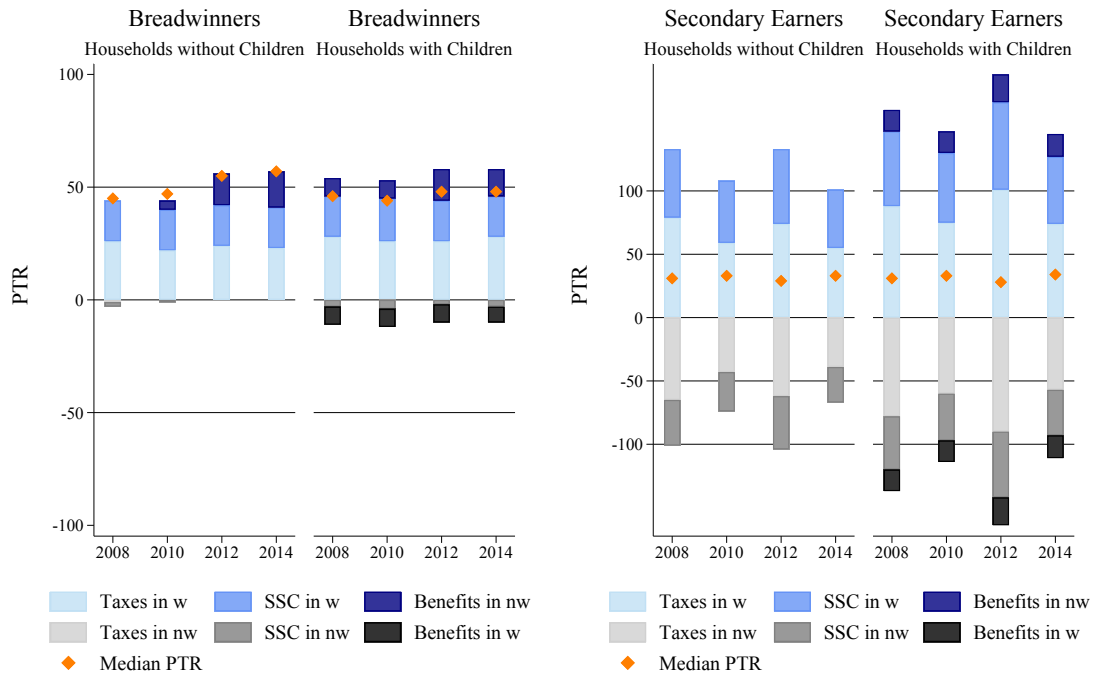 Breadwinners
Households without Children
Breadwinners
Households with Children
PTR
100
50
0
-50
-100
2008 2010 2012 2014
2008 2010 2012 2014
Taxes in w
SSC in w
Benefits in nw
Taxes in nw
SSC in nw
Benefits in w
Median PTR
Secondary Earners
Households without Children
Secondary Earners
Households with Children
PTR
100
50
0
-50
-100
2008 2010 2012 2014
2008 2010 2012 2014
Taxes in w
SSC in w
Benefits in nw
Taxes in nw
SSC in nw
Benefits in w
Median PTR